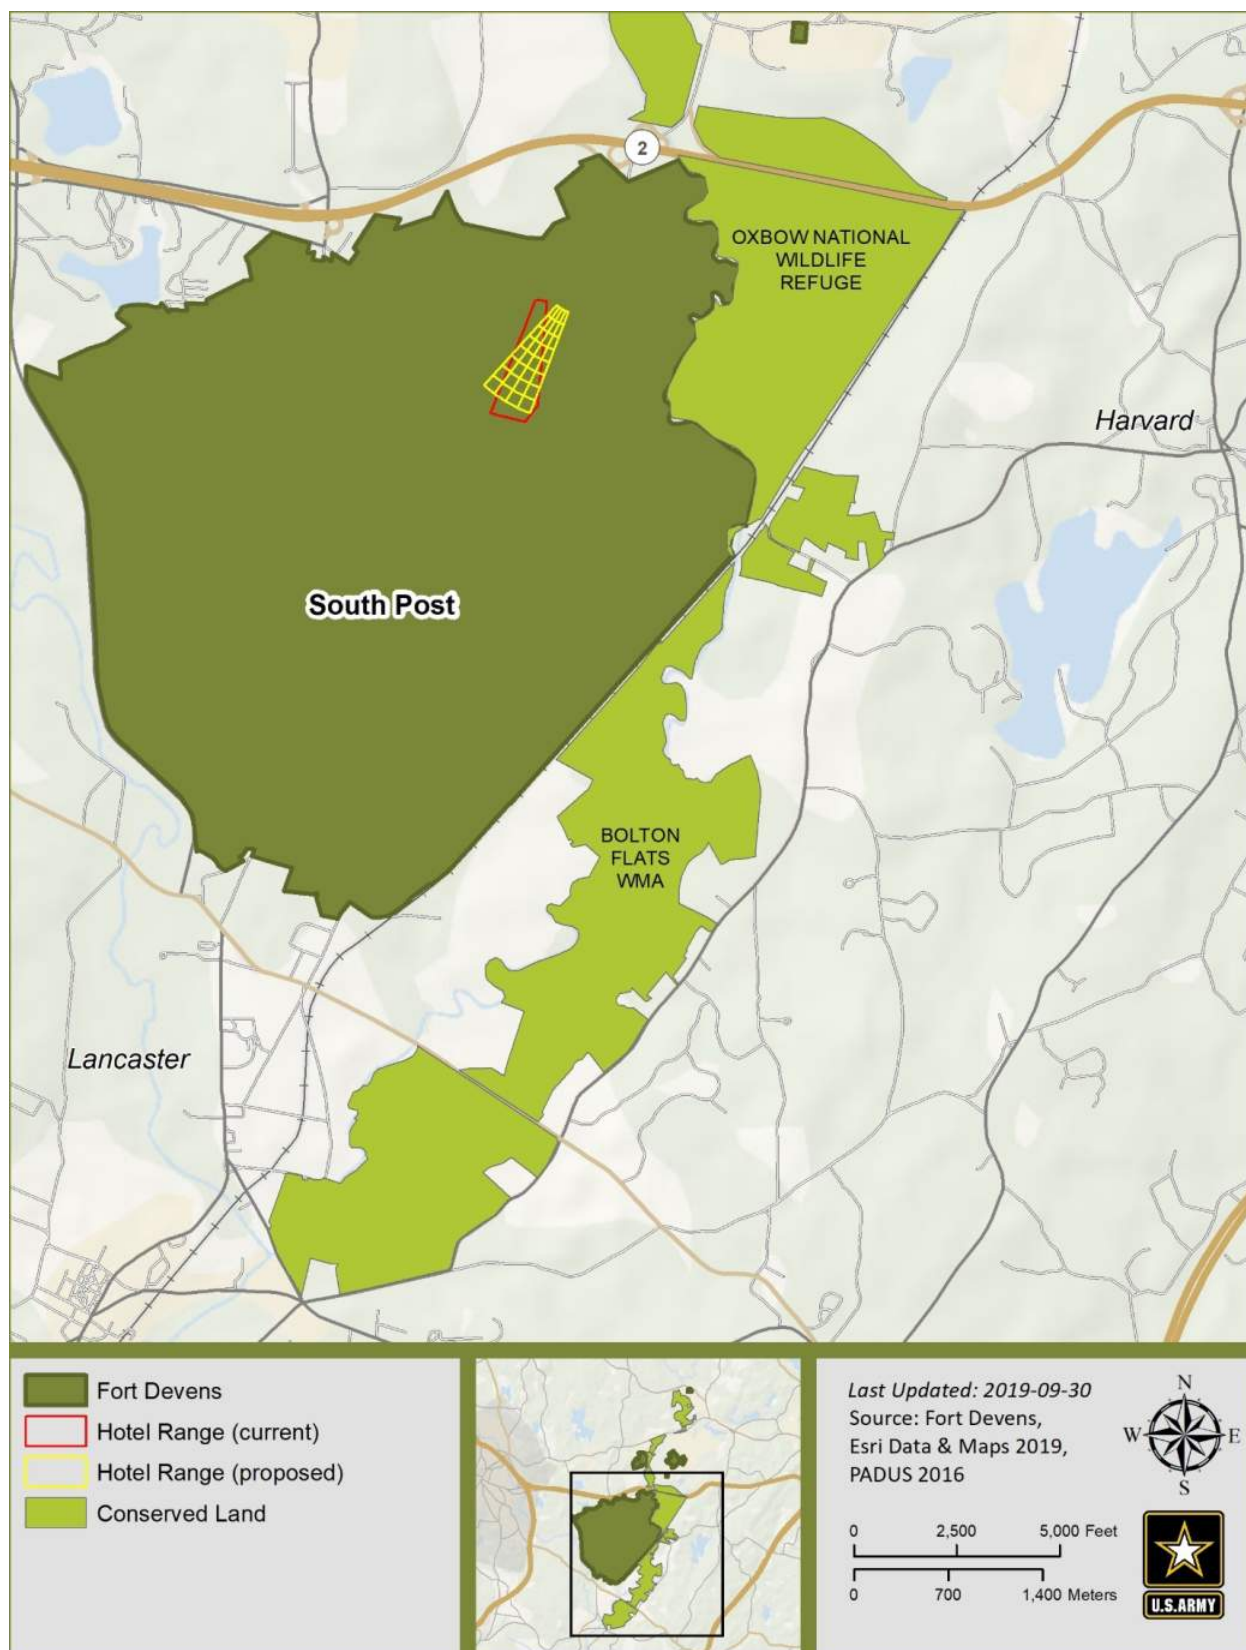 2
OXBOW NATIONAL
WILDLIFE
REFUGE
Harvard
South Post
BOLTON
FLATS
WMA
Lancaster
Fort Devens
Hotel Range (current)
Hotel Range (proposed)
Conserved Land
Last Updated: 2019-09-30
Source: Fort Devens,
Esri Data & Maps 2019,
PADUS 2016
N
W E
S
0 2,500 5,000 Feet
0 700 1,400 Meters
U.S.ARMY